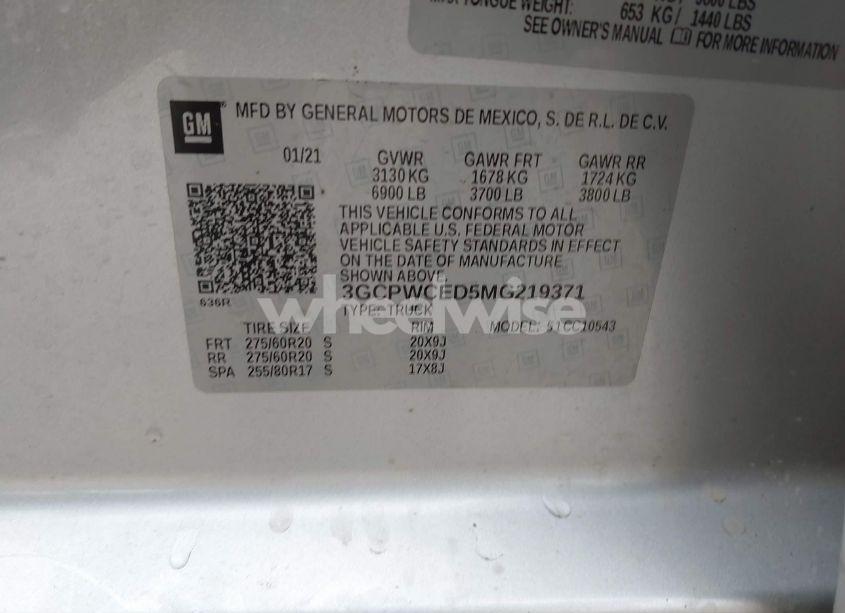 653 KG/ 1440 LBS
SEE OWNER'S MANUAL FOR MORE INFORMATION
GM
MFD BY GENERAL MOTORS DE MEXICO, S. DE R.L. DE C.V.
01/21 GVWR GAWR FRT GAWR RR
3130 KG 1678 KG 1724 KG
6900 LB 3700 LB 3800 LB
THIS VEHICLE CONFORMS TO ALL
APPLICABLE U.S. FEDERAL MOTOR
VEHICLE SAFETY STANDARDS IN EFFECT
ON THE DATE OF MANUFACTURE
SHOWN ABOVE.
3GCPWCED5MG219371
636R
TYPE: TRUCK
wheelwise
TIRE SIZE RIM MODEL: CC10543
FRT 275/60R20 S 20X9J
RR 275/60R20 S 20X9J
SPA 255/80R17 S 17X8J